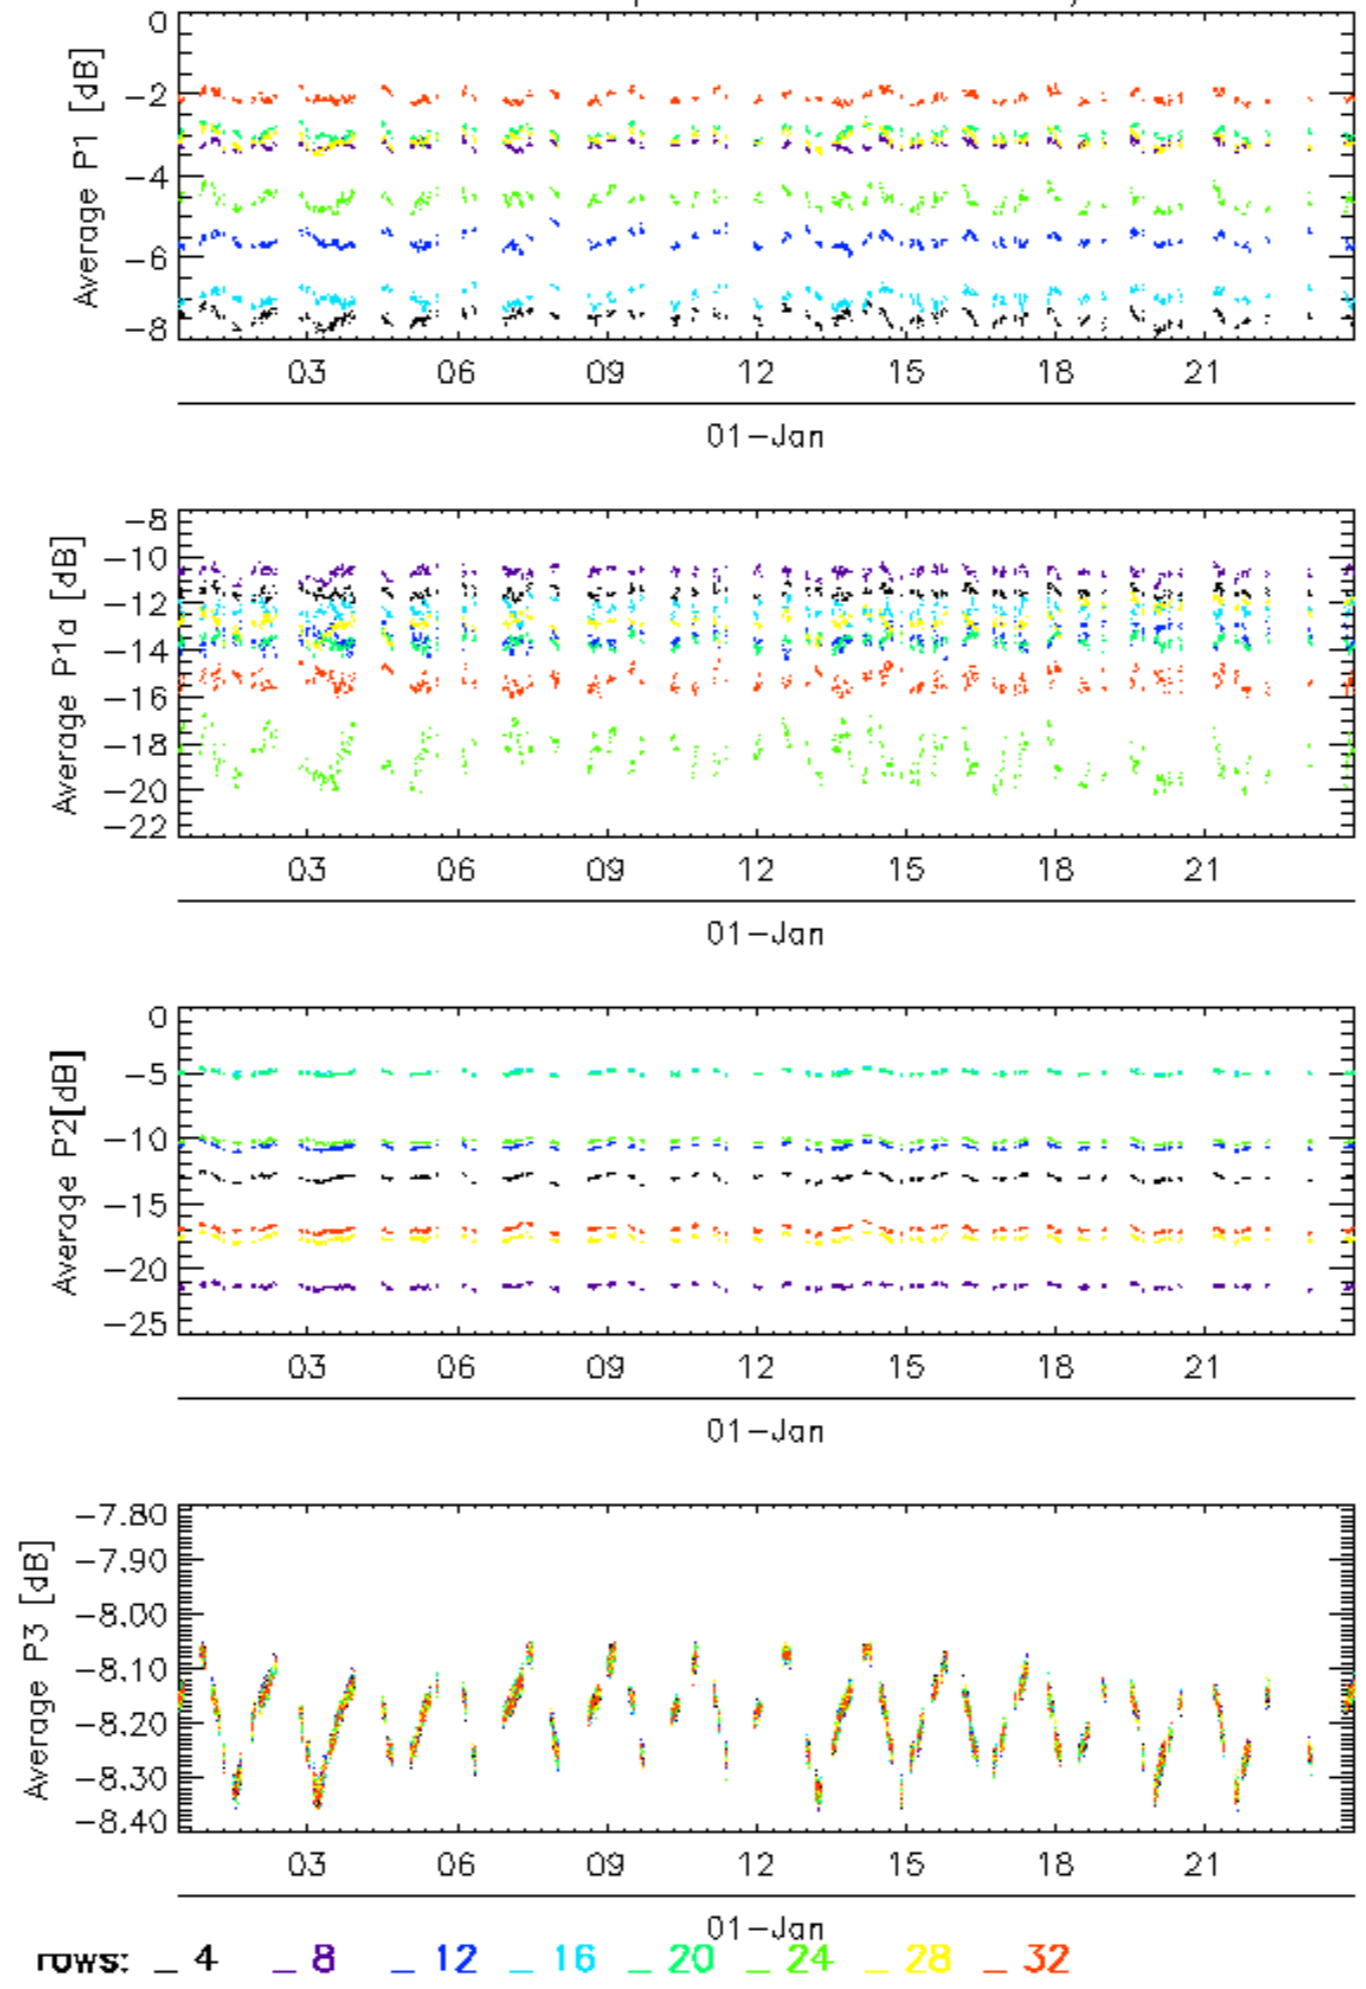 Average P1 [dB]
0
−2
−4
−6
−8
03 06 09 12 15 18 21
01−Jan
Average P1a [dB]
−8
−10
−12
−14
−16
−18
−20
−22
03 06 09 12 15 18 21
01−Jan
Average P2[dB]
0
−5
−10
−15
−20
−25
03 06 09 12 15 18 21
01−Jan
Average P3 [dB]
−7.80
−7.90
−8.00
−8.10
−8.20
−8.30
−8.40
03 06 09 12 15 18 21
01−Jan
rows: _ 4 _ 8 _ 12 _ 16 _ 20 _ 24 _ 28 _ 32